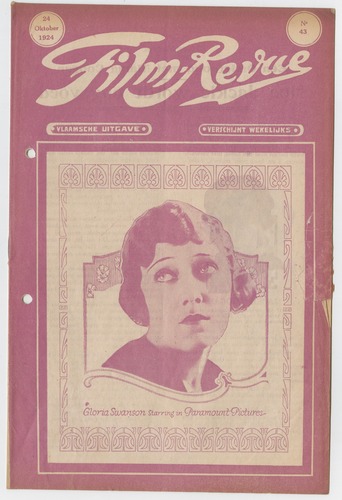 24
Oktober
1924
Nº
43
Film-Revue
VLAAMSCHE UITGAVE
VERSCHIJNT WEKELIJKS
Gloria Swanson Starring in Paramount Pictures